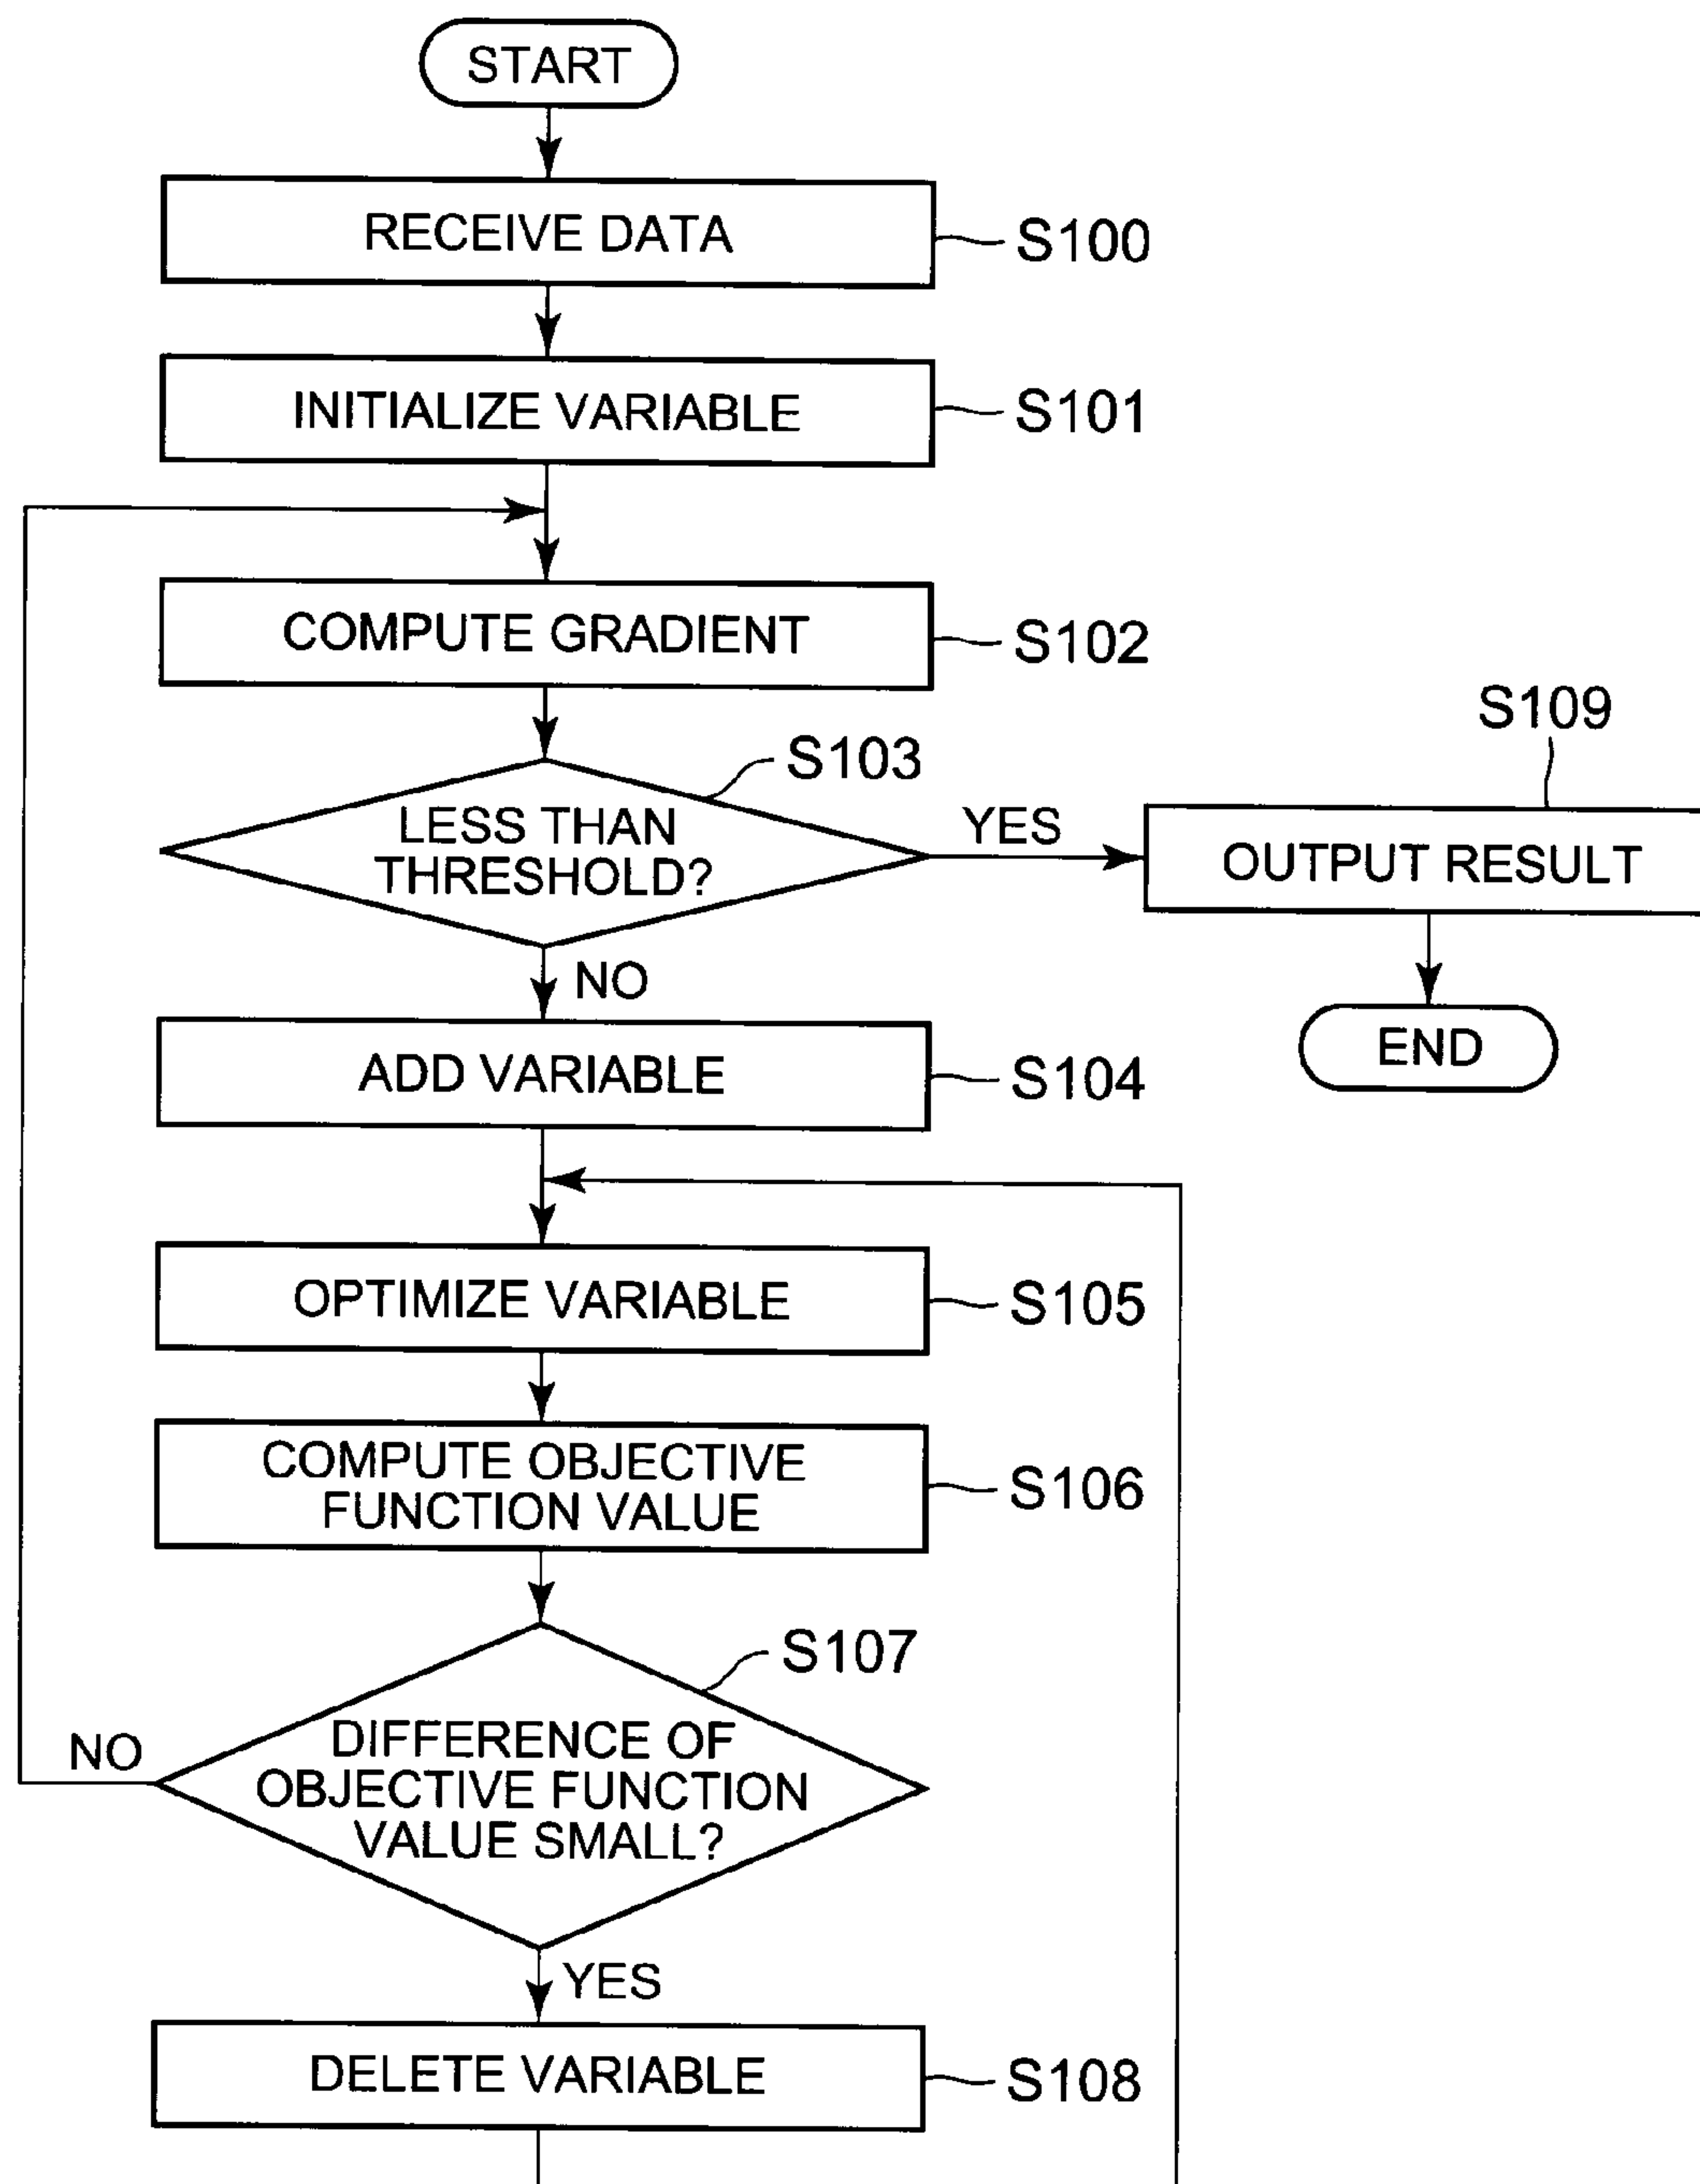 START
RECEIVE DATA
S100
INITIALIZE VARIABLE
S101
COMPUTE GRADIENT
S102
S103
LESS THAN
THRESHOLD?
YES
S109
OUTPUT RESULT
END
NO
ADD VARIABLE
S104
OPTIMIZE VARIABLE
S105
COMPUTE OBJECTIVE
FUNCTION VALUE
S106
S107
DIFFERENCE OF
OBJECTIVE FUNCTION
VALUE SMALL?
NO
YES
DELETE VARIABLE
S108